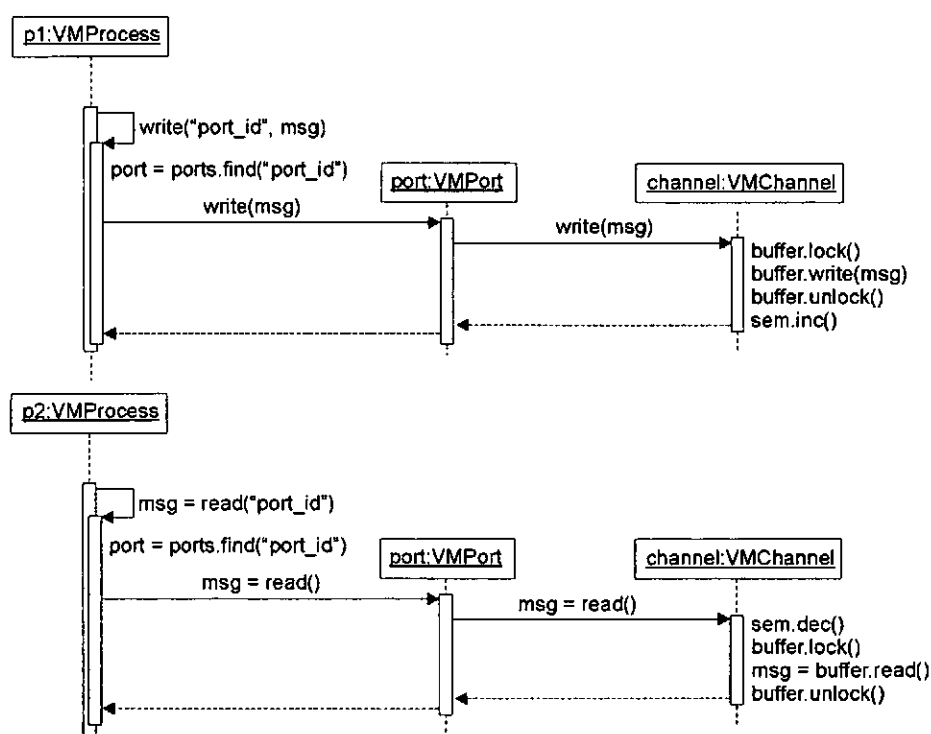 p1:VMProcess
write("port_id", msg)
port = ports.find("port_id")
port:VMPort
channel:VMChannel
write(msg)
write(msg)
buffer.lock()
buffer.write(msg)
buffer.unlock()
sem.inc()
p2:VMProcess
msg = read("port_id")
port = ports.find("port_id")
port:VMPort
channel:VMChannel
msg = read()
msg = read()
sem.dec()
buffer.lock()
msg = buffer.read()
buffer.unlock()